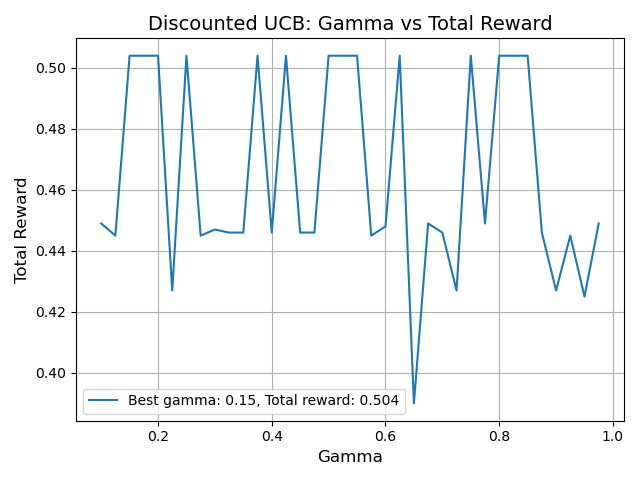 Discounted UCB: Gamma vs Total Reward
Total Reward
0.50
0.48
0.46
0.44
0.42
0.40
Best gamma: 0.15, Total reward: 0.504
0.2
0.4
0.6
0.8
1.0
Gamma